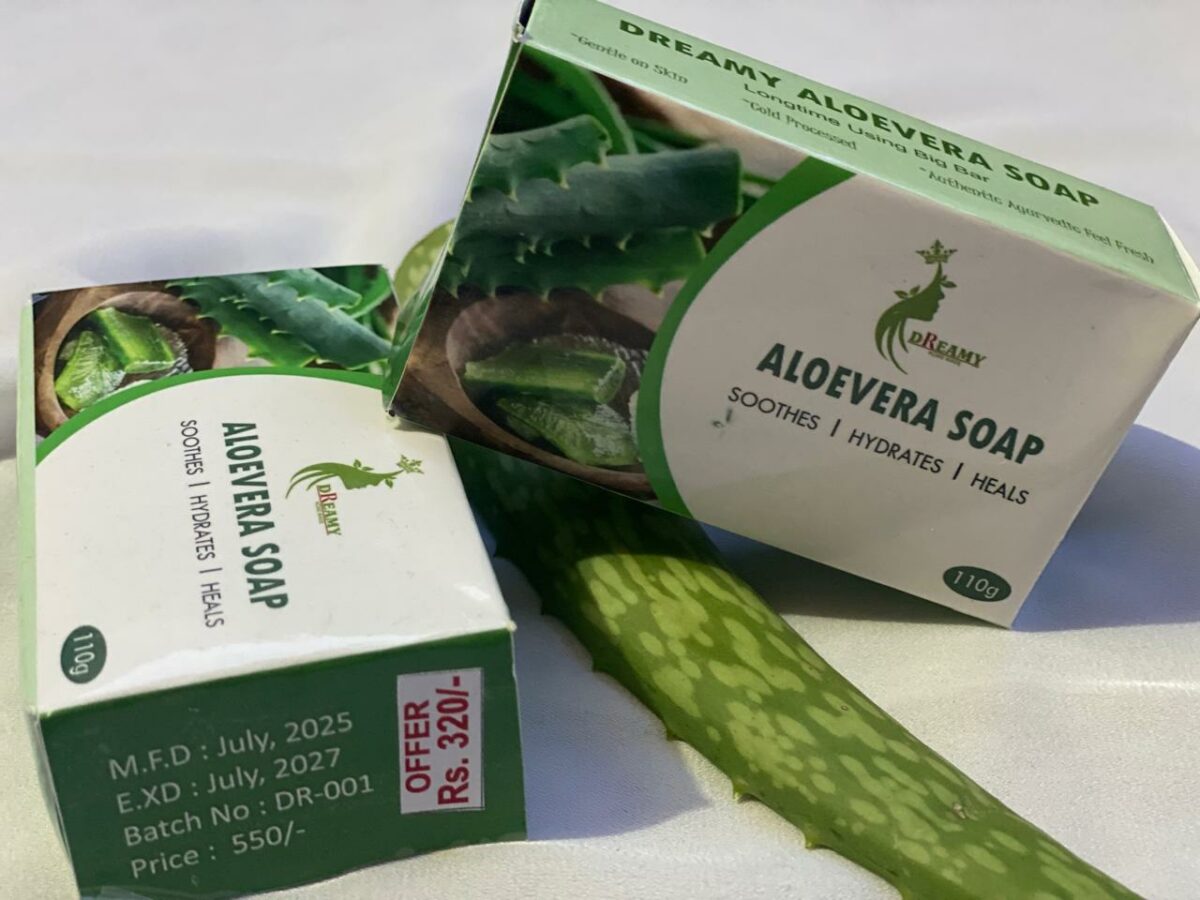 DREAMY ALOEVERA SOAP
Longtime Using Big Bar
~Gentle on Skin
~Cold Processed
~Authentic Ayurvedic Feel Fresh
DREAMY
ALOEVERA SOAP
SOOTHES | HYDRATES | HEALS
110g
DREAMY
ALOEVERA SOAP
SOOTHES | HYDRATES | HEALS
110g
M.F.D : July, 2025
E.XD : July, 2027
Batch No : DR-001
Price : 550/-
OFFER
Rs. 320/-